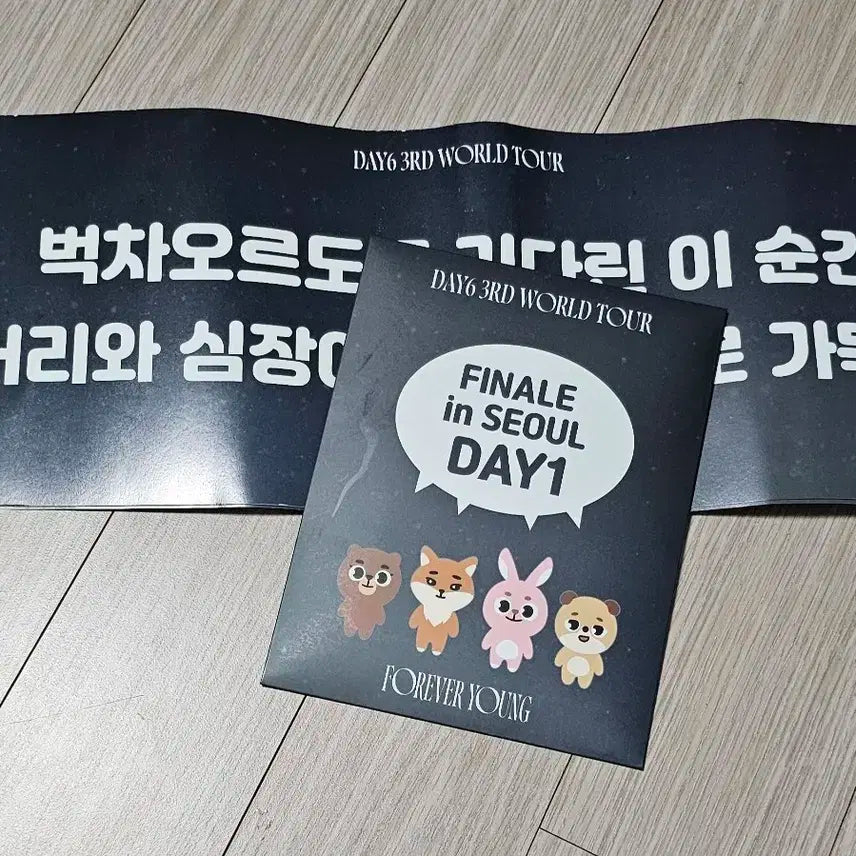 DAY6 3RD WORLD TOUR
벅차오르도 이 순간
와 심장
DAY6 3RD WORLD TOUR
FINALE
in SEOUL
DAY1
FOREVER YOUNG